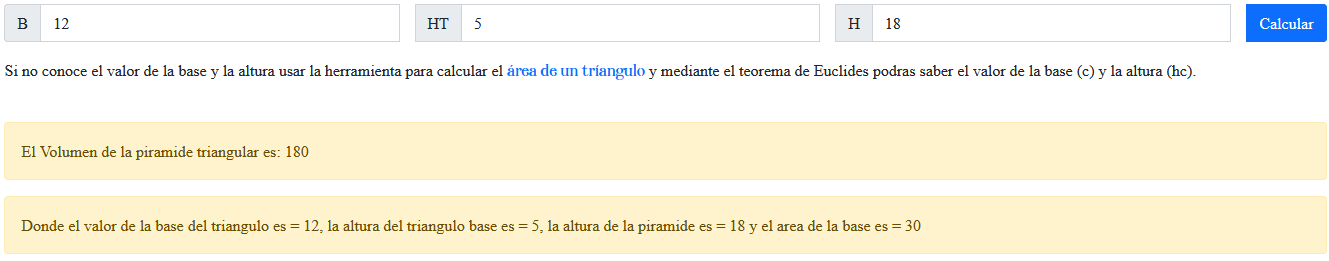 B 12 HT 5 H 18 Calcular
Si no conoce el valor de la base y la altura usar la herramienta para calcular el área de un tríangulo y mediante el teorema de Euclides podras saber el valor de la base (c) y la altura (hc).
El Volumen de la piramide triangular es: 180
Donde el valor de la base del triangulo es = 12, la altura del triangulo base es = 5, la altura de la piramide es = 18 y el area de la base es = 30